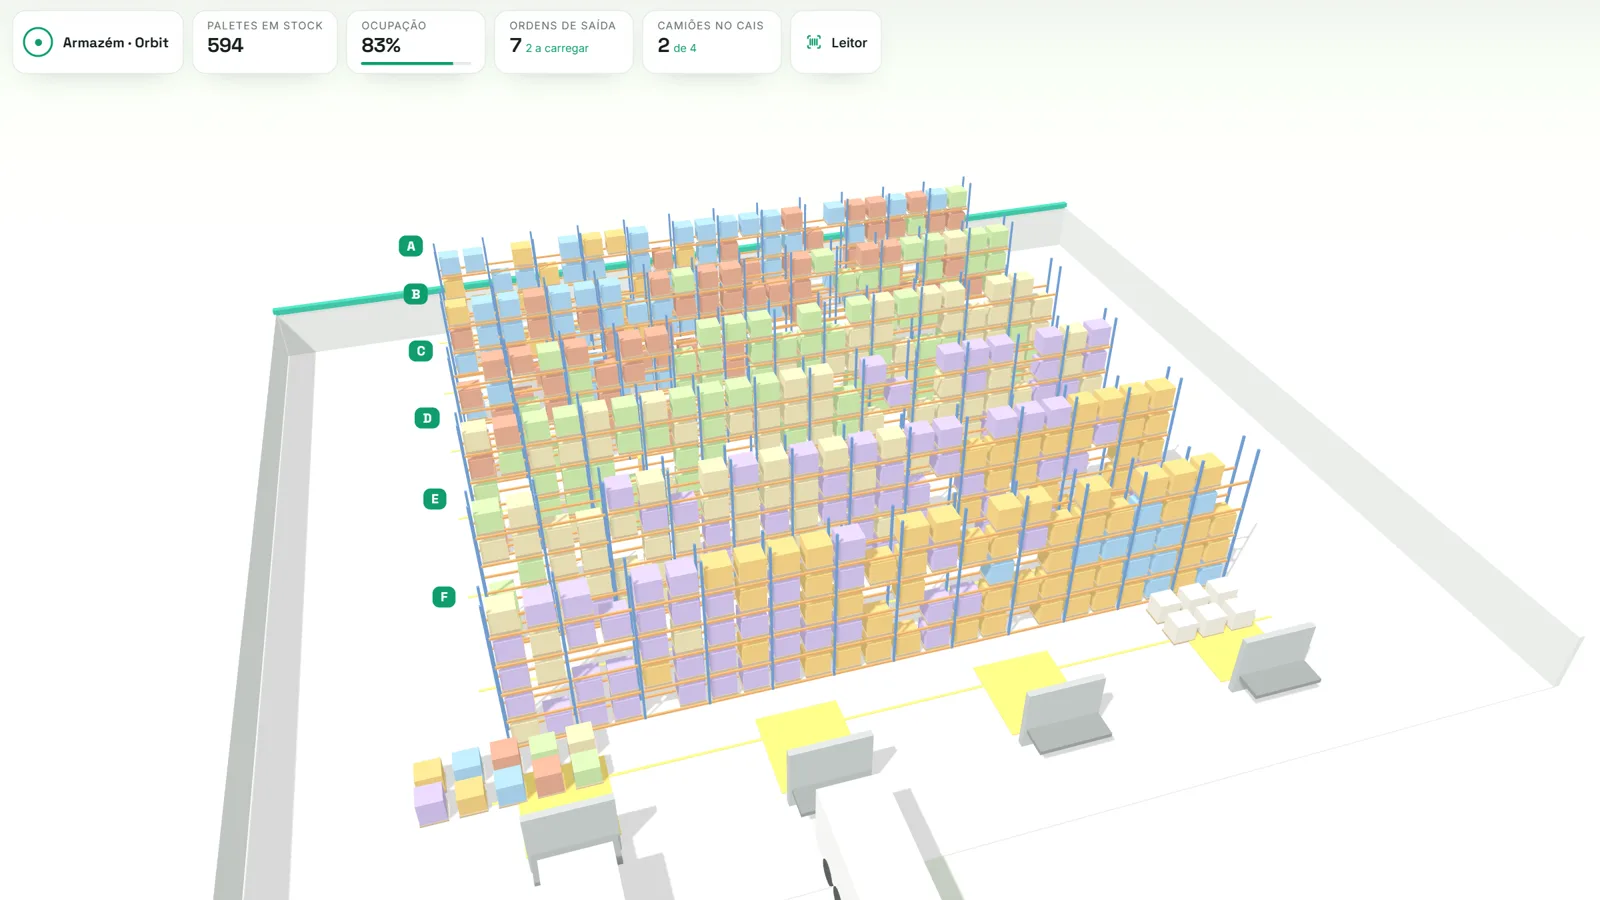 Armazém · Orbit
PALETES EM STOCK
594
OCUPAÇÃO
83%
ORDENS DE SAÍDA
7 2 a carregar
CAMIÕES NO CAIS
2 de 4
Leitor
A
B
C
D
E
F